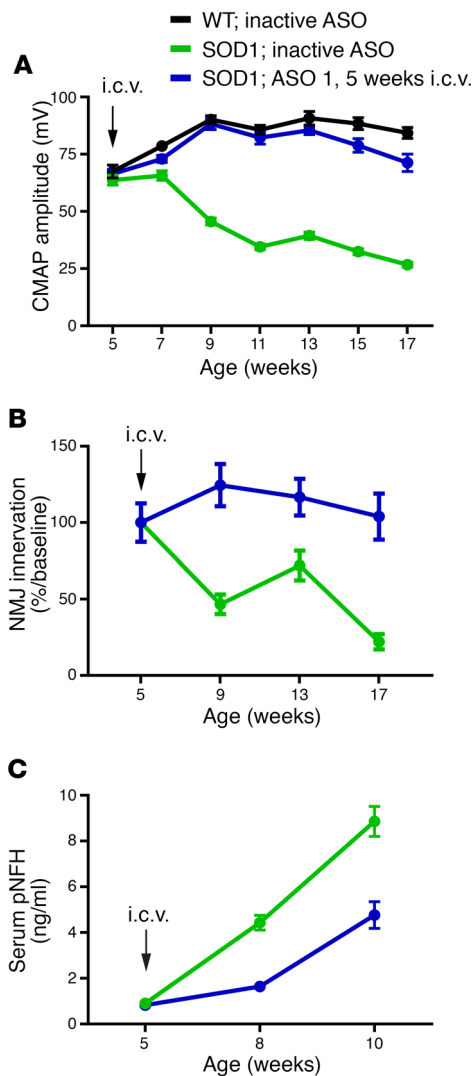 WT; inactive ASO
SOD1; inactive ASO
SOD1; ASO 1, 5 weeks i.c.v.
A
i.c.v.
CMAP amplitude (mV)
100
75
50
25
0
5 7 9 11 13 15 17
Age (weeks)
B
i.c.v.
NMJ innervation
(%/baseline)
150
100
50
0
5 9 13 17
Age (weeks)
C
i.c.v.
Serum pNFH
(ng/ml)
10
8
6
4
2
0
5 8 10
Age (weeks)